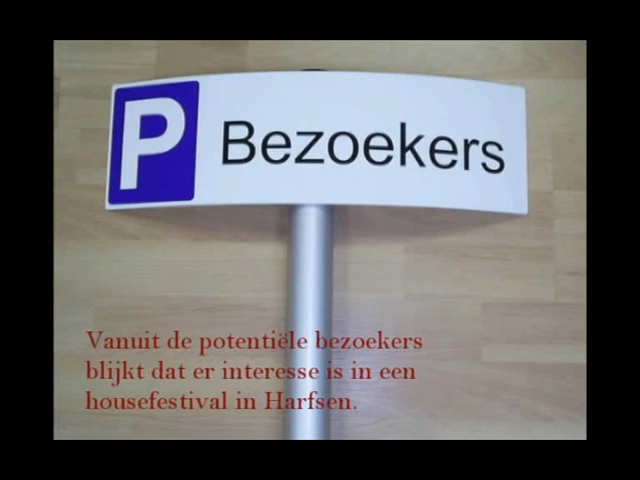 P Bezoekers
Vanuit de potentiële bezoekers
blijkt dat er interesse is in een
housefestival in Harfsen.